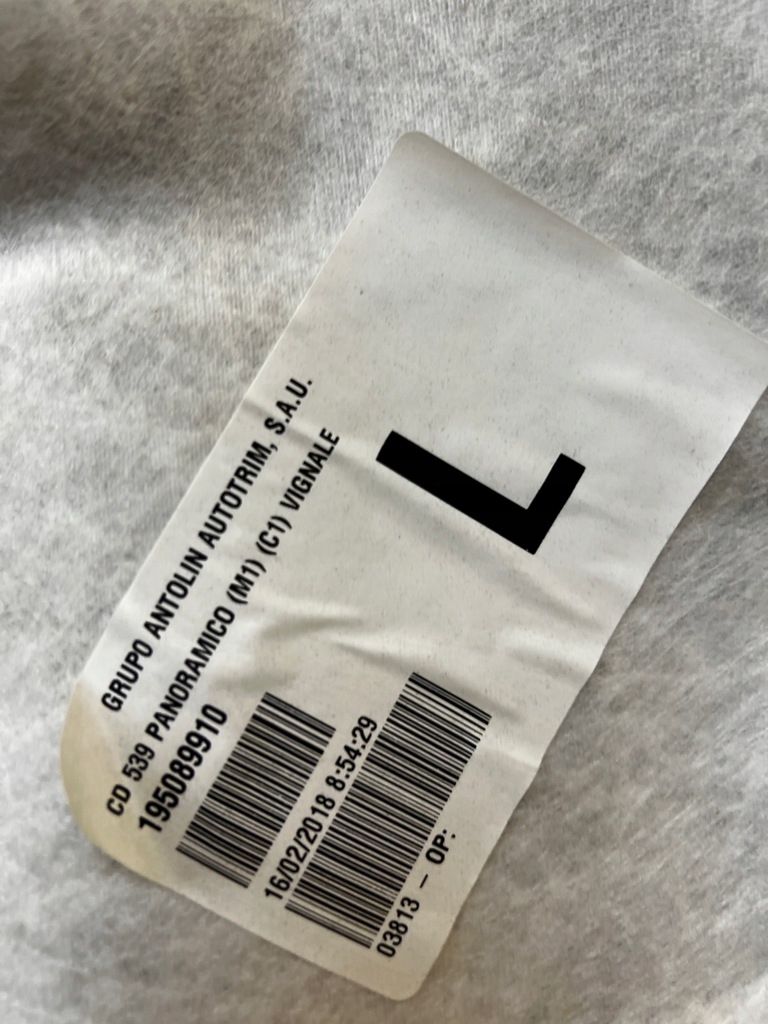 GRUPO ANTOLIN AUTOTRIM, S.A.U.
CD 539 PANORAMICO (M1) (C1) VIGNALE
195089910
L
16/02/2018 8:54:29
03813 - OP: